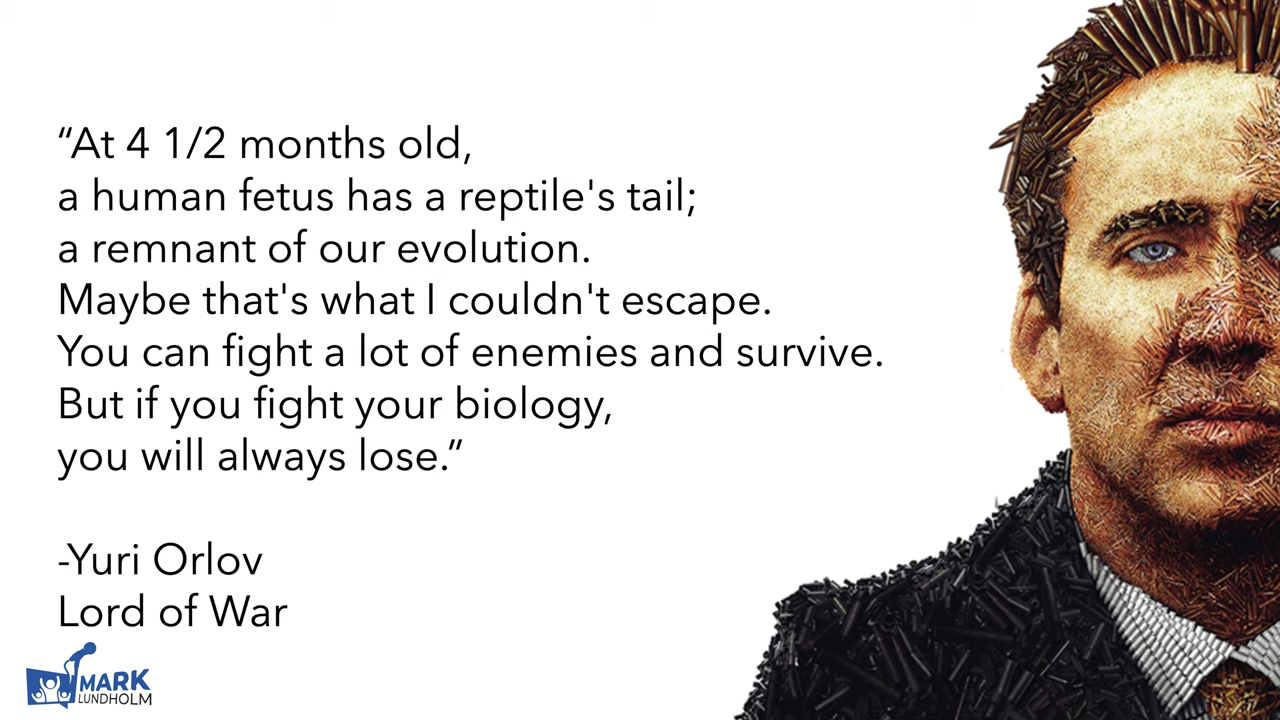 “At 4 1/2 months old,
a human fetus has a reptile's tail;
a remnant of our evolution.
Maybe that's what I couldn't escape.
You can fight a lot of enemies and survive.
But if you fight your biology,
you will always lose.”
-Yuri Orlov
Lord of War
MARK
LUNDHOLM